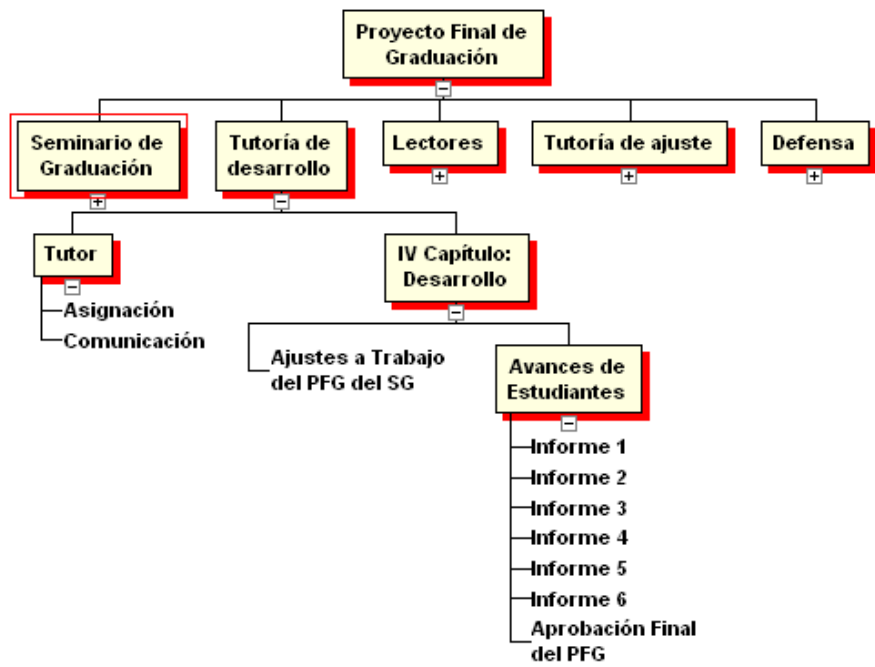 Proyecto Final de
Graduación
Seminario de
Graduación
Tutoría de
desarrollo
Lectores
Tutoría de ajuste
Defensa
Tutor
Asignación
Comunicación
IV Capítulo:
Desarrollo
Ajustes a Trabajo
del PFG del SG
Avances de
Estudiantes
Informe 1
Informe 2
Informe 3
Informe 4
Informe 5
Informe 6
Aprobación Final
del PFG